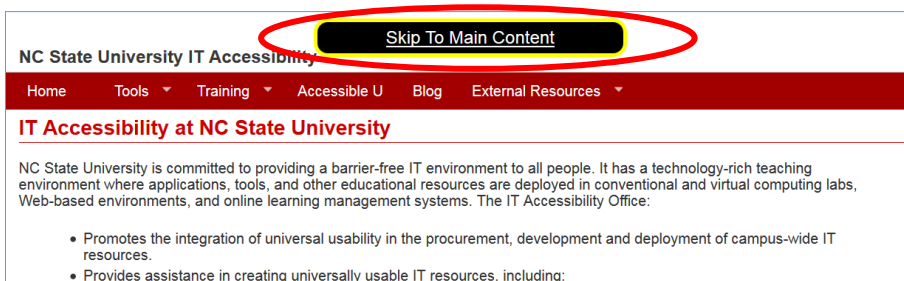 Skip To Main Content
NC State University IT Accessibility
Home Tools Training Accessible U Blog External Resources
IT Accessibility at NC State University
NC State University is committed to providing a barrier-free IT environment to all people. It has a technology-rich teaching
environment where applications, tools, and other educational resources are deployed in conventional and virtual computing labs,
Web-based environments, and online learning management systems. The IT Accessibility Office:
• Promotes the integration of universal usability in the procurement, development and deployment of campus-wide IT
resources.
• Provides assistance in creating universally usable IT resources, including: